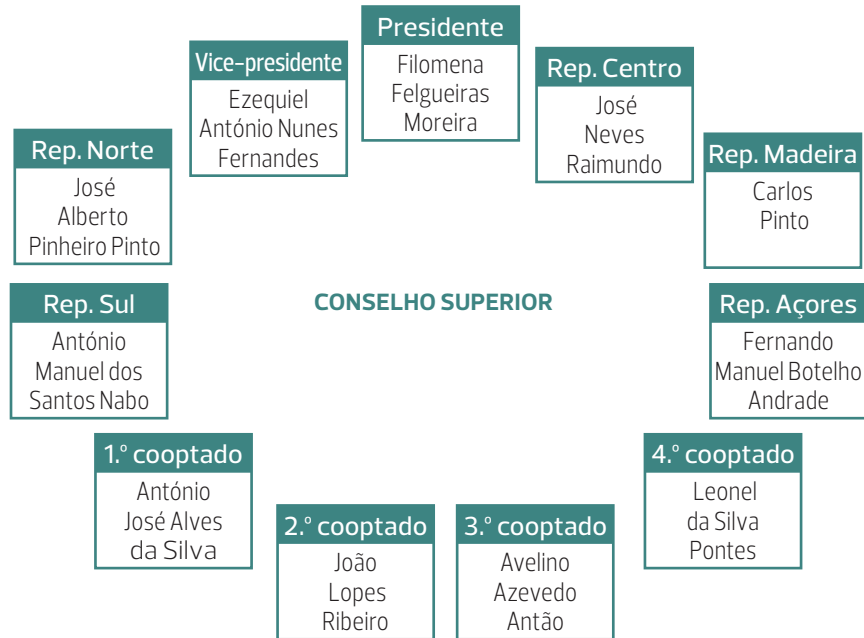 Presidente
Filomena
Felgueiras
Moreira
Vice-presidente
Ezequiel
António Nunes
Fernandes
Rep. Centro
José
Neves
Raimundo
Rep. Norte
José
Alberto
Pinheiro Pinto
Rep. Madeira
Carlos
Pinto
Rep. Sul
António
Manuel dos
Santos Nabo
CONSELHO SUPERIOR
Rep. Açores
Fernando
Manuel Botelho
Andrade
1.º cooptado
António
José Alves
da Silva
2.º cooptado
João
Lopes
Ribeiro
3.º cooptado
Avelino
Azevedo
Antão
4.º cooptado
Leonel
da Silva
Pontes